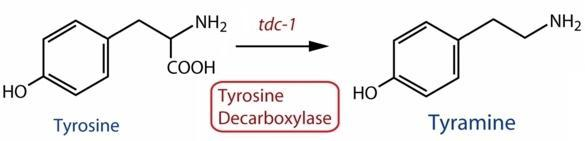 NH2
COOH
HO
Tyrosine
tdc-1
Tyrosine
Decarboxylase
NH2
HO
Tyramine